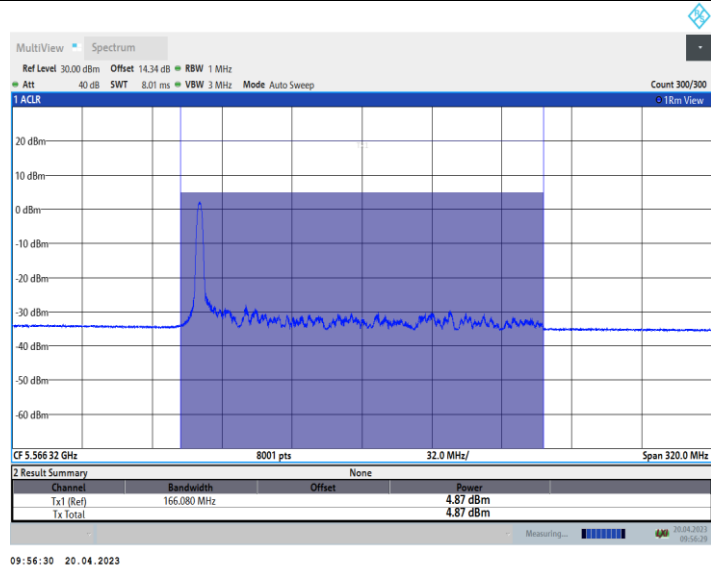 MultiView Spectrum
Ref Level 30.00 dBm Offset 14.34 dB RBW 1 MHz
Att 40 dB SWT 8.01 ms VBW 3 MHz Mode Auto Sweep Count 300/300
1 ACLR 1Rm View
20 dBm
10 dBm
0 dBm
-10 dBm
-20 dBm
-30 dBm
-40 dBm
-50 dBm
-60 dBm
CF 5.566 32 GHz 8001 pts 32.0 MHz/ Span 320.0 MHz
2 Result Summary None
Channel Bandwidth Offset Power
Tx1 (Ref) 166.080 MHz 4.87 dBm
Tx Total 4.87 dBm
Measuring... 20.04.2023
09:56:29
09:56:30 20.04.2023